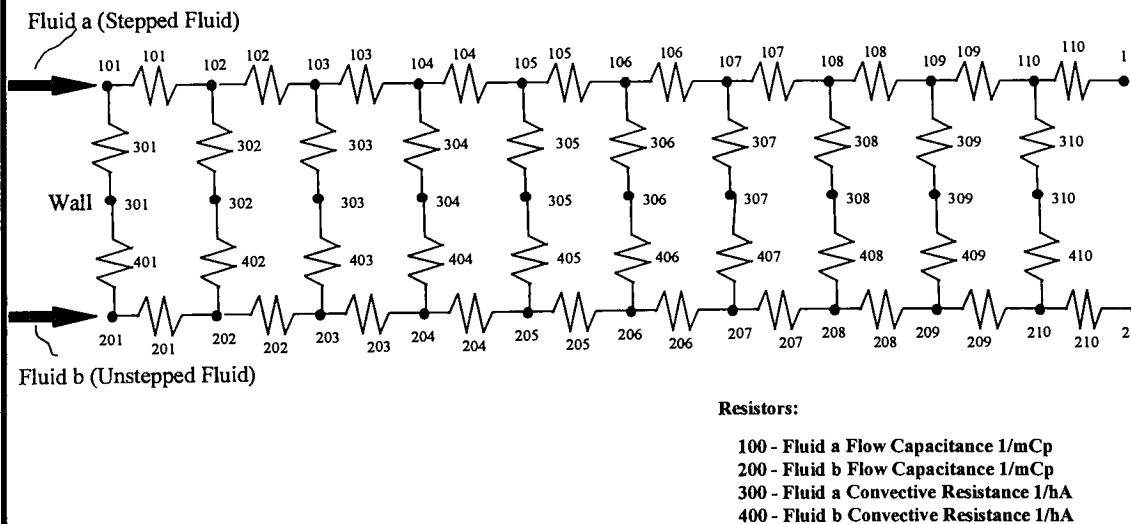 Fluid a (Stepped Fluid)
101 102 103 104 105 106 107 108 109 110
101 102 103 104 105 106 107 108 109 110 1
301 302 303 304 305 306 307 308 309 310
Wall 301 302 303 304 305 306 307 308 309 310
401 402 403 404 405 406 407 408 409 410
201 202 203 204 205 206 207 208 209 210 2
201 202 203 204 205 206 207 208 209 210
Fluid b (Unstepped Fluid)
Resistors:
100 - Fluid a Flow Capacitance 1/mCp
200 - Fluid b Flow Capacitance 1/mCp
300 - Fluid a Convective Resistance 1/hA
400 - Fluid b Convective Resistance 1/hA